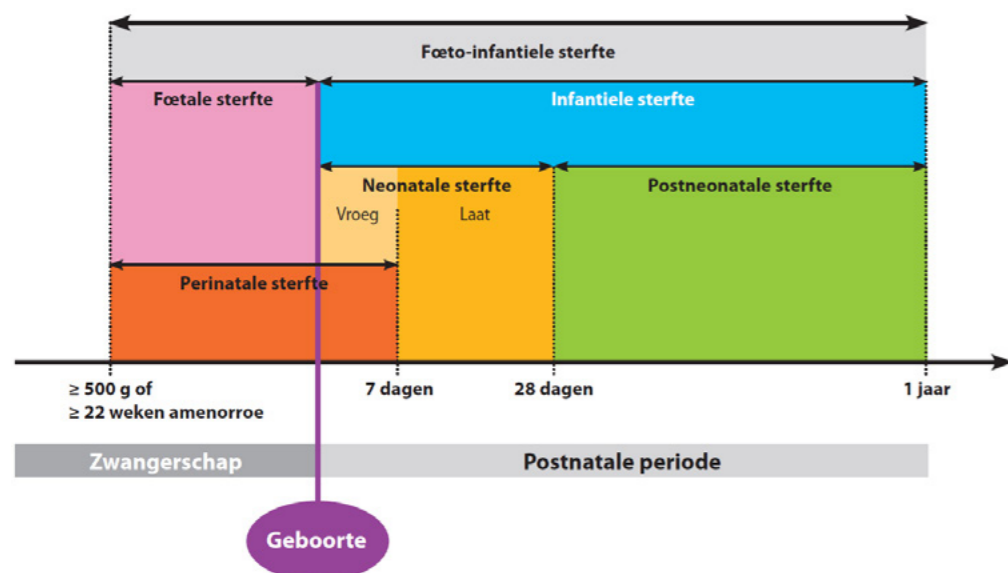 Fœto-infantiele sterfte
Fœtale sterfte
Infantiele sterfte
Neonatale sterfte
Postneonatale sterfte
Vroeg
Laat
Perinatale sterfte
≥ 500 g of
≥ 22 weken amenorroe
7 dagen
28 dagen
1 jaar
Zwangerschap
Postnatale periode
Geboorte